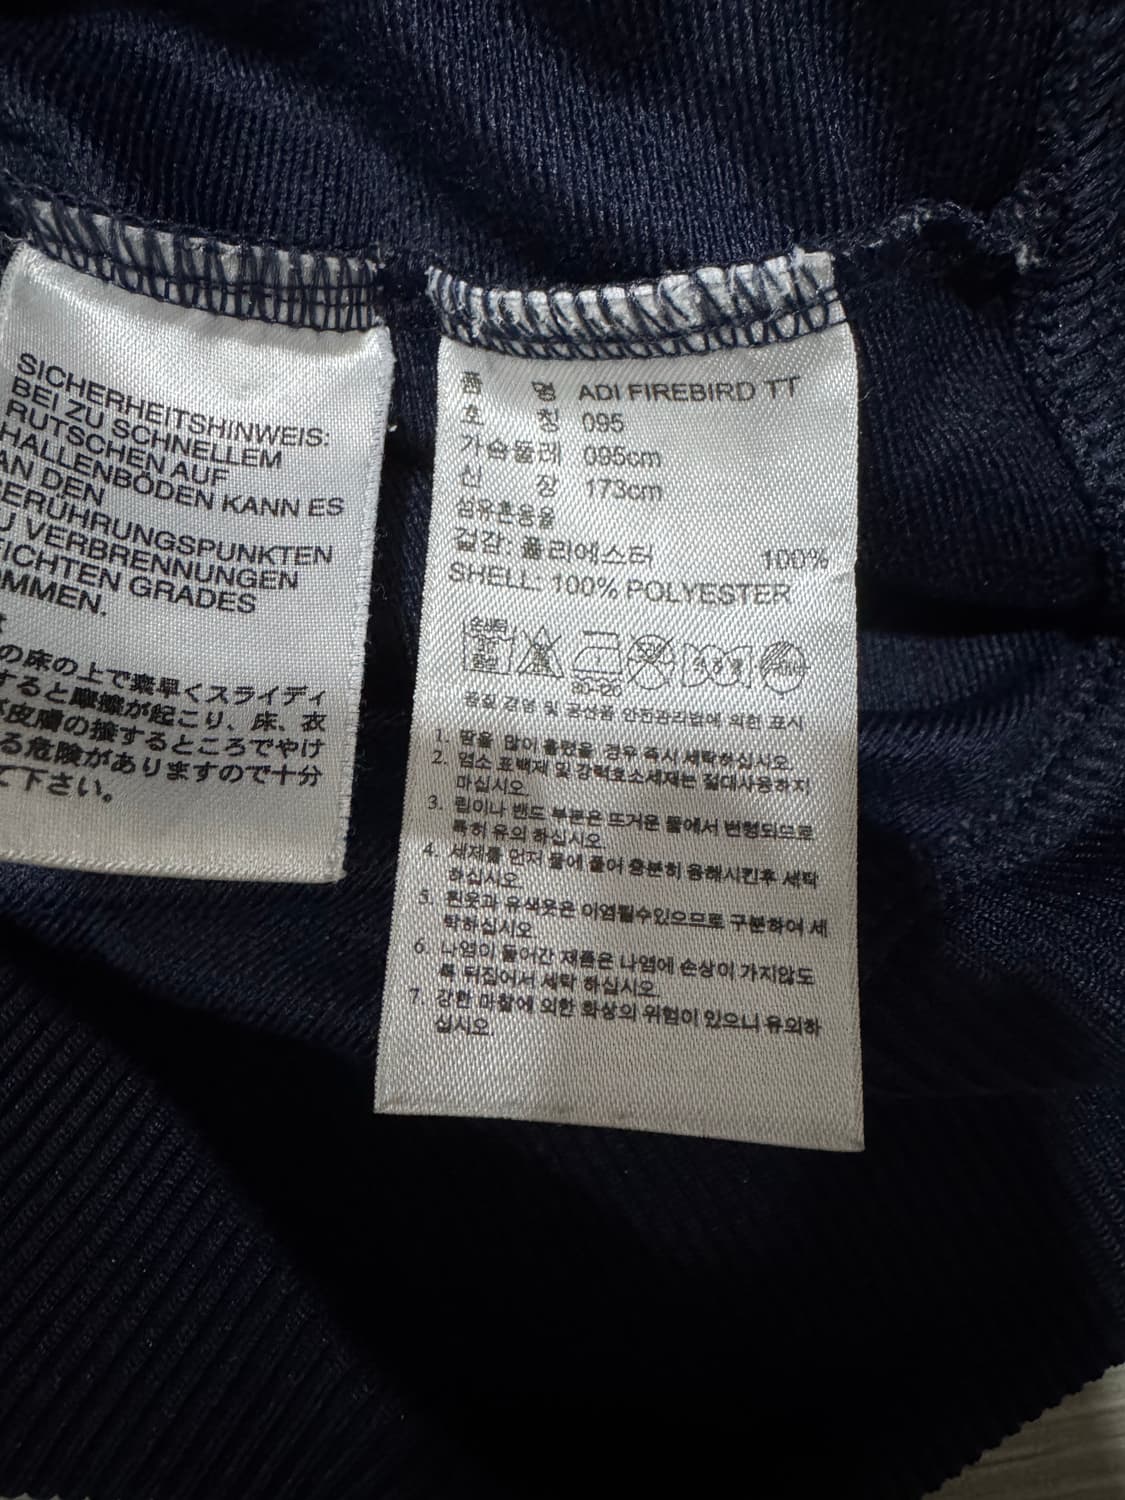 SICHERHEITSHINWEIS:
BEI ZU SCHNELLEM
RUTSCHEN AUF
HALLENBÖDEN KANN ES
AN DEN
BERÜHRUNGSPUNKTEN
ZU VERBRENNUNGEN
EICHTEN GRADES
OMMEN.
の床の上で素早くスライディ
すると摩擦が起こり、床、衣
皮膚の接するところでやけ
る危険がありますので十分
て下さい。
품 명 ADI FIREBIRD TT
호 칭 095
가슴둘레 095cm
신 장 173cm
섬유혼용율
겉감: 폴리에스터 100%
SHELL: 100% POLYESTER
손세탁
80~120
품질 경영 및 공산품 안전관리법에 의한 표시
1. 땀을 많이 흘렸을 경우 즉시 세탁하십시오.
2. 염소 표백제 및 강력효소세제는 절대사용하지
마십시오.
3. 립이나 밴드 부분은 뜨거운 물에서 변형되므로
특히 유의 하십시오.
4. 세제를 먼저 물에 풀어 충분히 용해시킨후 세탁
하십시오.
5. 흰옷과 유색옷은 이염될수있으므로 구분하여 세
탁하십시오.
6. 나염이 들어간 제품은 나염에 손상이 가지않도
록 뒤집어서 세탁 하십시오.
7. 강한 마찰에 의한 화상의 위험이 있으니 유의하
십시오.